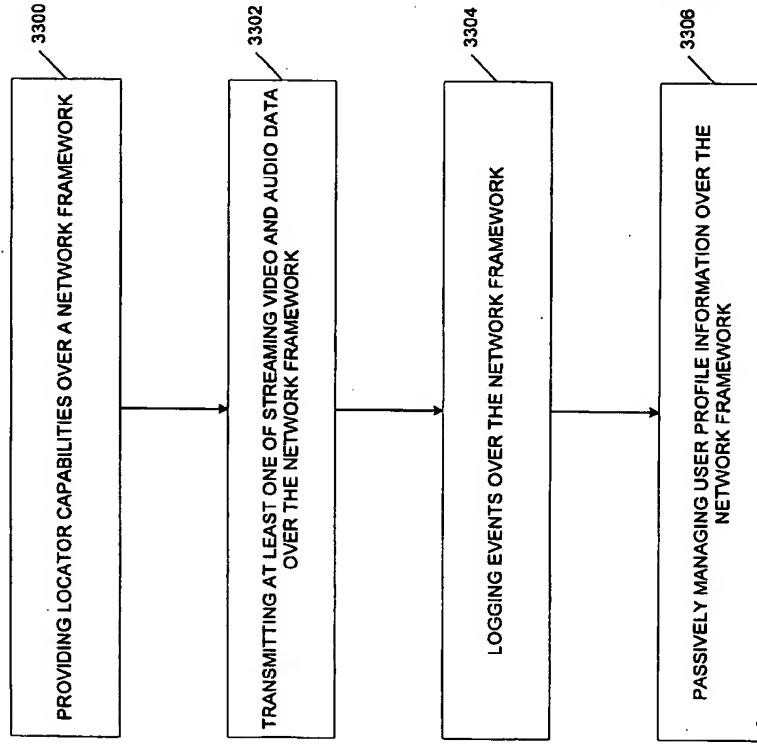 3300
PROVIDING LOCATOR CAPABILITIES OVER A NETWORK FRAMEWORK
3302
TRANSMITTING AT LEAST ONE OF STREAMING VIDEO AND AUDIO DATA
OVER THE NETWORK FRAMEWORK
3304
LOGGING EVENTS OVER THE NETWORK FRAMEWORK
3306
PASSIVELY MANAGING USER PROFILE INFORMATION OVER THE
NETWORK FRAMEWORK